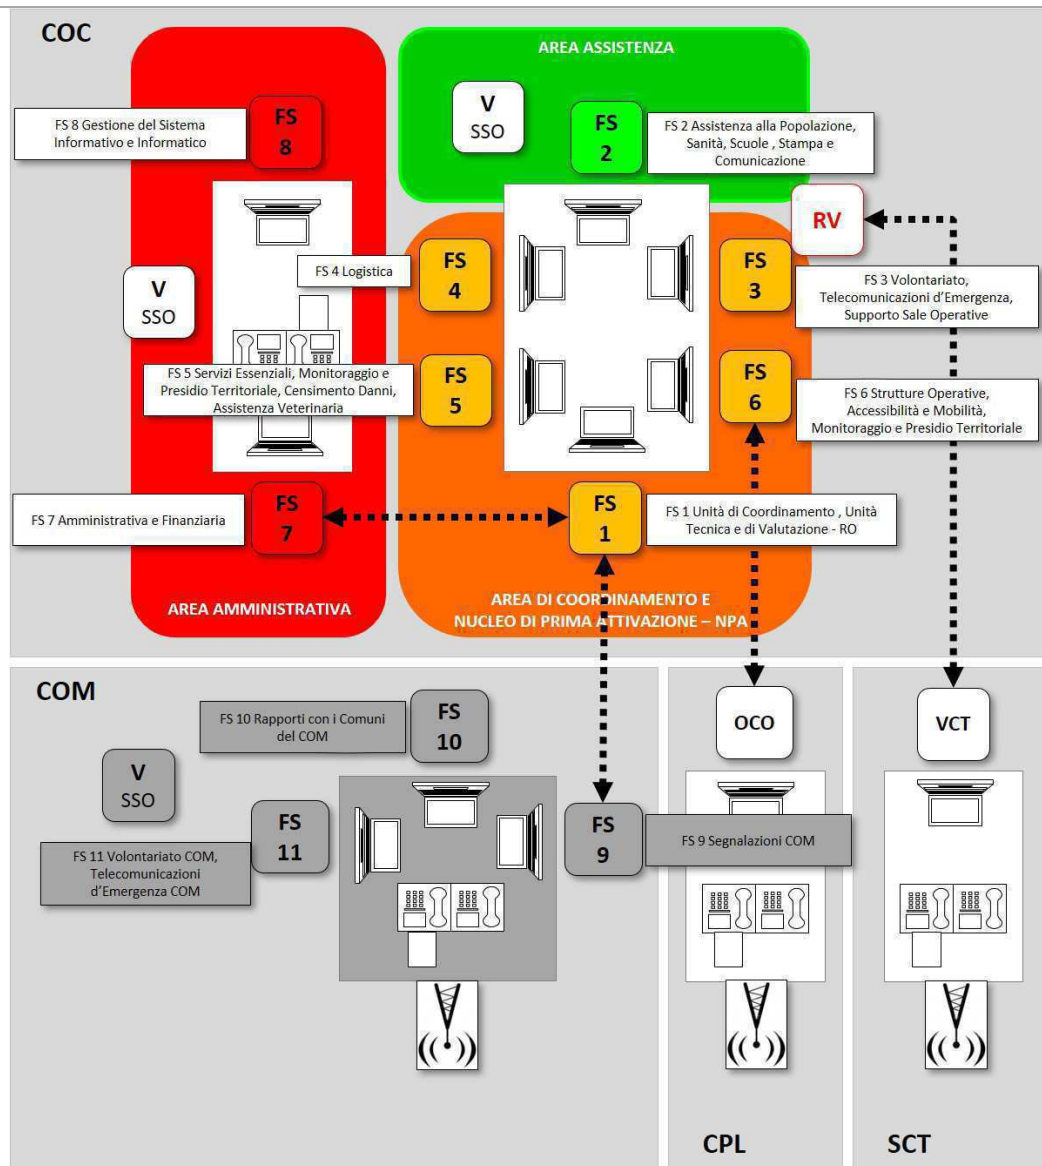 COC
AREA ASSISTENZA
V
SSO
FS
8
FS
2
FS 8 Gestione del Sistema
Informativo e Informatico
FS 2 Assistenza alla Popolazione,
Sanità, Scuole , Stampa e
Comunicazione
RV
FS
4
FS 4 Logistica
FS
3
V
SSO
FS 3 Volontariato,
Telecomunicazioni d'Emergenza,
Supporto Sale Operative
FS 5 Servizi Essenziali, Monitoraggio e
Presidio Territoriale, Censimento Danni,
Assistenza Veterinaria
FS
5
FS
6
FS 6 Strutture Operative,
Accessibilità e Mobilità,
Monitoraggio e Presidio Territoriale
FS 7 Amministrativa e Finanziaria
FS
7
FS
1
FS 1 Unità di Coordinamento , Unità
Tecnica e di Valutazione - RO
AREA AMMINISTRATIVA
AREA DI COORDINAMENTO E
NUCLEO DI PRIMA ATTIVAZIONE – NPA
COM
FS 10 Rapporti con i Comuni
del COM
FS
10
OCO
VCT
V
SSO
FS
11
FS 11 Volontariato COM,
Telecomunicazioni
d'Emergenza COM
FS
9
FS 9 Segnalazioni COM
CPL
SCT